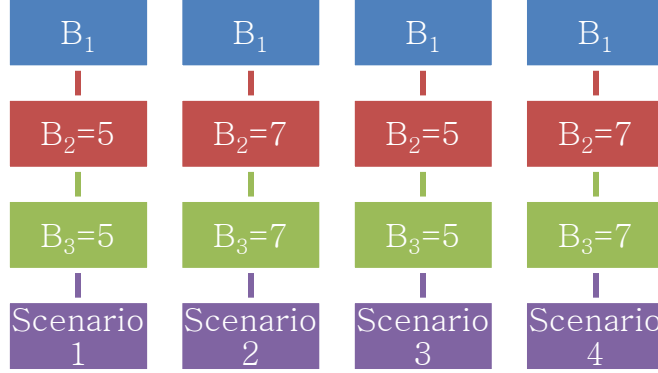 B₁ B₁ B₁ B₁
B₂=5 B₂=7 B₂=5 B₂=7
B₃=5 B₃=7 B₃=5 B₃=7
Scenario Scenario Scenario Scenario
1 2 3 4